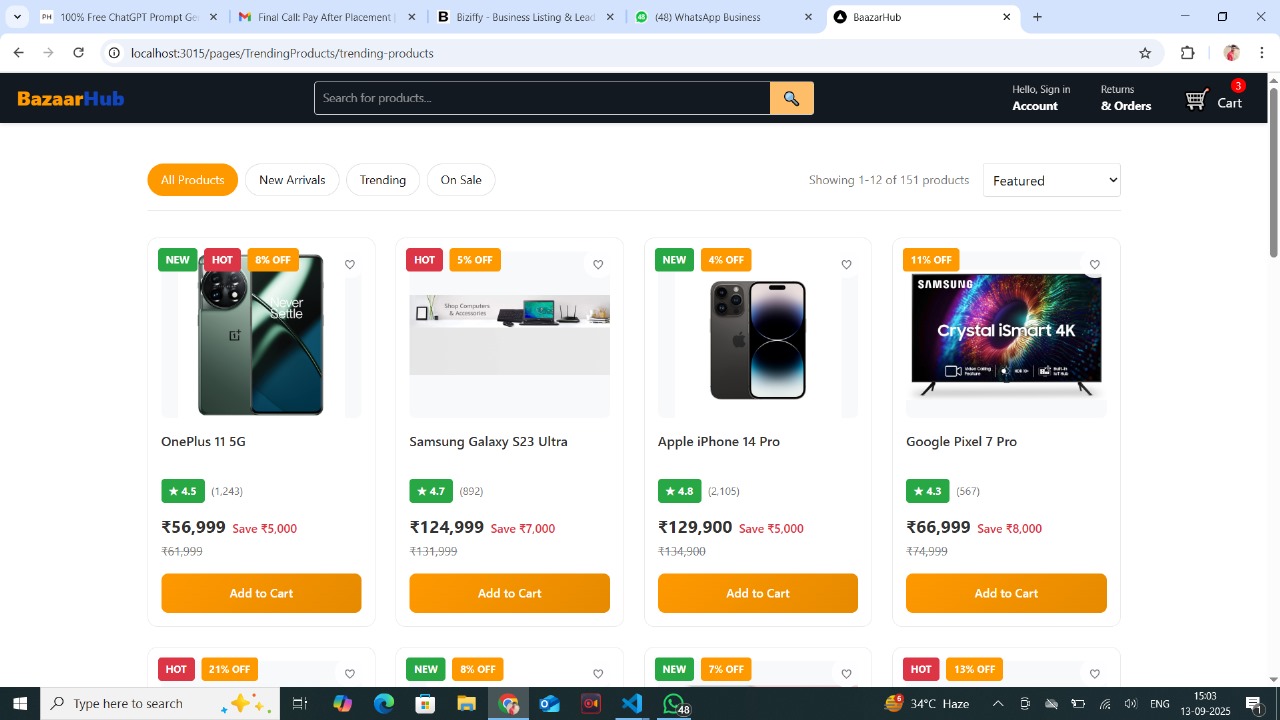 100% Free Chat GPT Prompt Ger
Final Call: Pay After Placement |
Biziffy - Business Listing & Lead
(48) WhatsApp Business
BaazarHub
localhost:3015/pages/TrendingProducts/trending-products
BazaarHub
Search for products...
Hello, Sign in
Account
Returns
& Orders
3
Cart
All Products
New Arrivals
Trending
On Sale
Showing 1-12 of 151 products
Featured
NEW HOT 8% OFF
Never
Settle
OnePlus 11 5G
★ 4.5 (1,243)
₹56,999 Save ₹5,000
₹61,999
Add to Cart
HOT 5% OFF
Shop Computers
& Accessories
Samsung Galaxy S23 Ultra
★ 4.7 (892)
₹124,999 Save ₹7,000
₹131,999
Add to Cart
NEW 4% OFF
Apple iPhone 14 Pro
★ 4.8 (2,105)
₹129,900 Save ₹5,000
₹134,900
Add to Cart
11% OFF
SAMSUNG
Crystal iSmart 4K
Video Calling
Feature
Google Pixel 7 Pro
★ 4.3 (567)
₹66,999 Save ₹8,000
₹74,999
Add to Cart
HOT 21% OFF
NEW 8% OFF
NEW 7% OFF
HOT 13% OFF
Type here to search
48
34°C Haze
ENG
15:03
13-09-2025